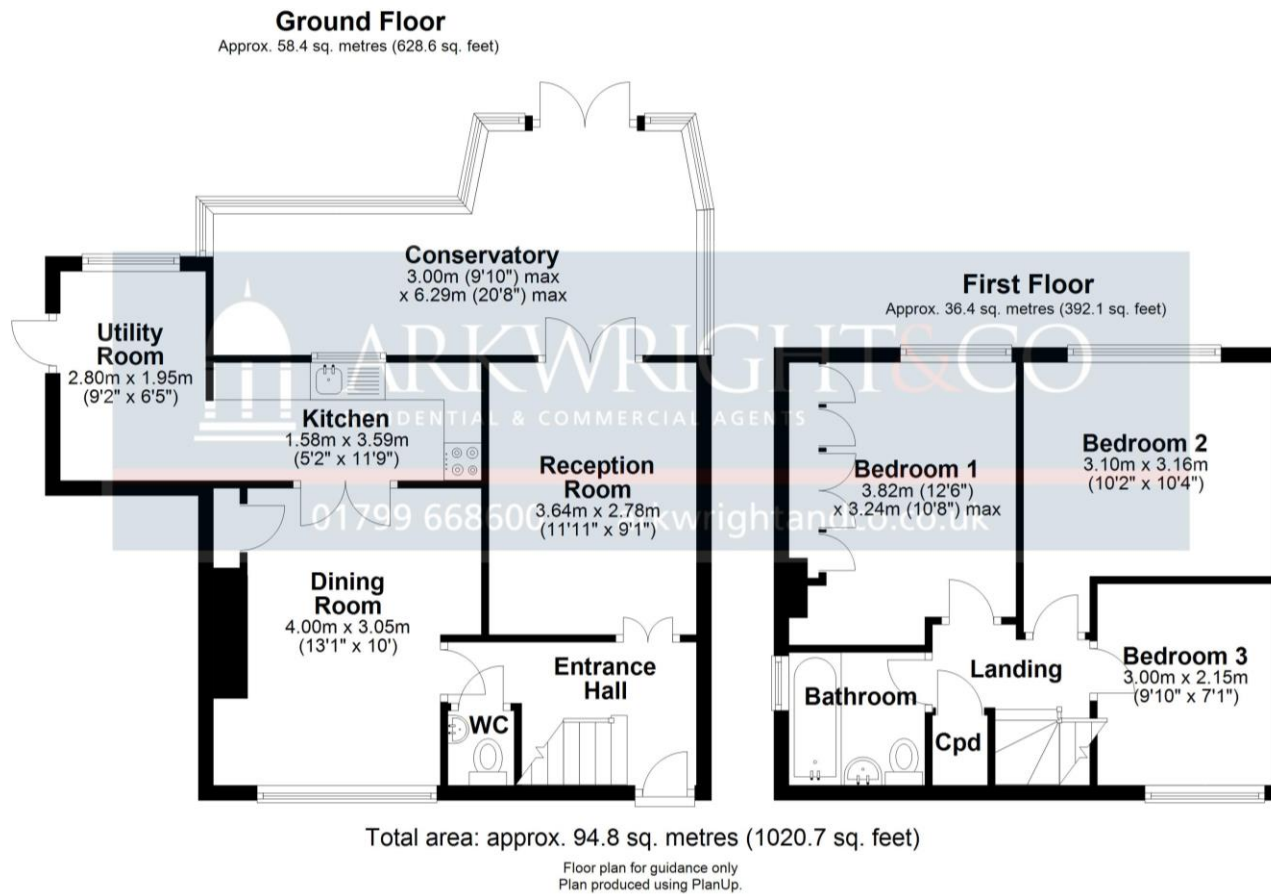 Ground Floor
Approx. 58.4 sq. metres (628.6 sq. feet)
Conservatory
3.00m (9'10") max
x 6.29m (20'8") max
Utility
Room
2.80m x 1.95m
(9'2" x 6'5")
Kitchen
1.58m x 3.59m
(5'2" x 11'9")
Reception
Room
3.64m x 2.78m
(11'11" x 9'1")
Dining
Room
4.00m x 3.05m
(13'1" x 10')
Entrance
Hall
WC
First Floor
Approx. 36.4 sq. metres (392.1 sq. feet)
Bedroom 1
3.82m (12'6")
x 3.24m (10'8") max
Bedroom 2
3.10m x 3.16m
(10'2" x 10'4")
Bedroom 3
3.00m x 2.15m
(9'10" x 7'1")
Landing
Bathroom
Cpd
ARKWRIGHT&CO
RESIDENTIAL & COMMERCIAL AGENTS
01799 668600 arkwrightandco.co.uk
Total area: approx. 94.8 sq. metres (1020.7 sq. feet)
Floor plan for guidance only
Plan produced using PlanUp.